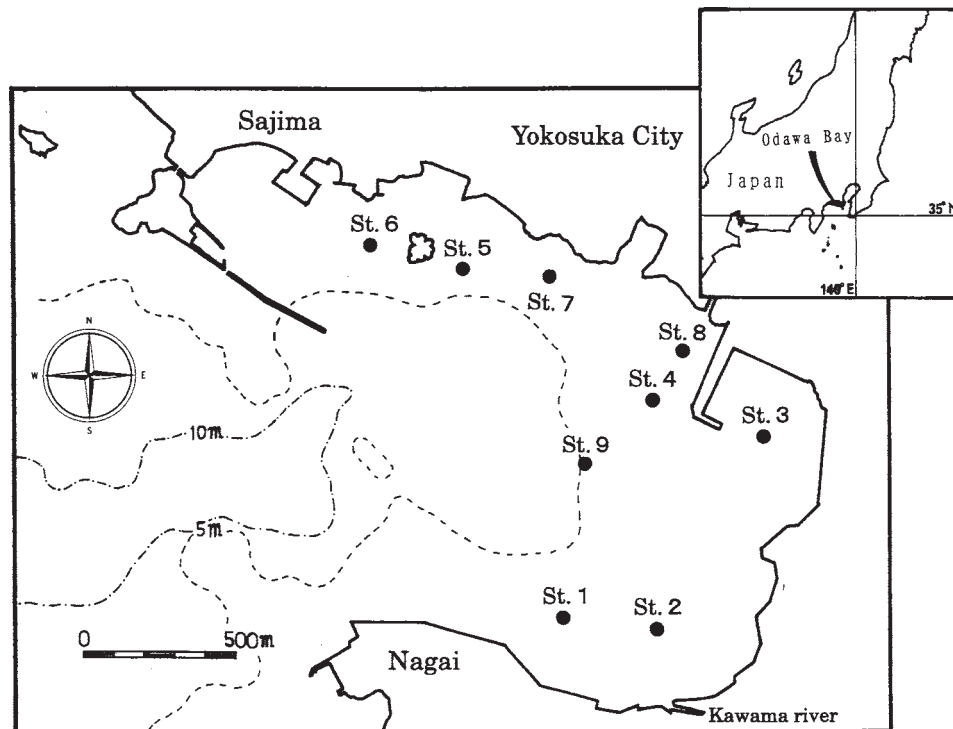 Sajima
Yokosuka City
Odawa Bay
Japan
35°N
140°E
St. 6
St. 5
St. 7
St. 8
St. 4
St. 3
St. 9
N
W
E
S
10m
5m
St. 1
St. 2
0
500m
Nagai
Kawama river